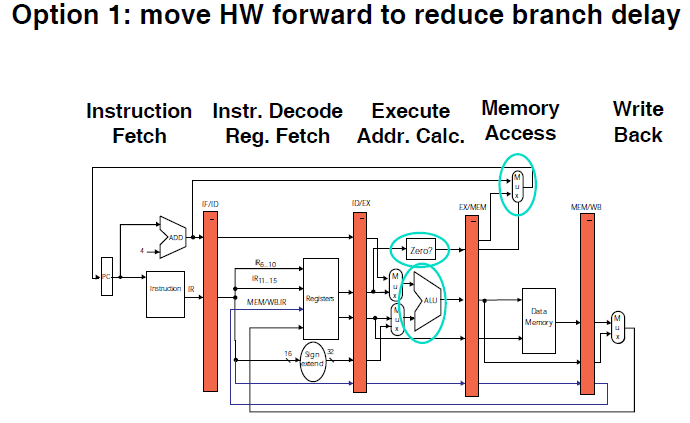 Option 1: move HW forward to reduce branch delay
Instruction
Fetch
Instr. Decode
Reg. Fetch
Execute
Addr. Calc.
Memory
Access
Write
Back
IF/ID
ID/EX
EX/MEM
MEM/WB
M
u
x
ADD
4
Zero?
PC
Instruction
IR
IR6...10
IR11...15
MEM/WB.IR
Registers
M
u
x
M
u
x
ALU
Data
Memory
M
u
x
16
Sign
extend
32